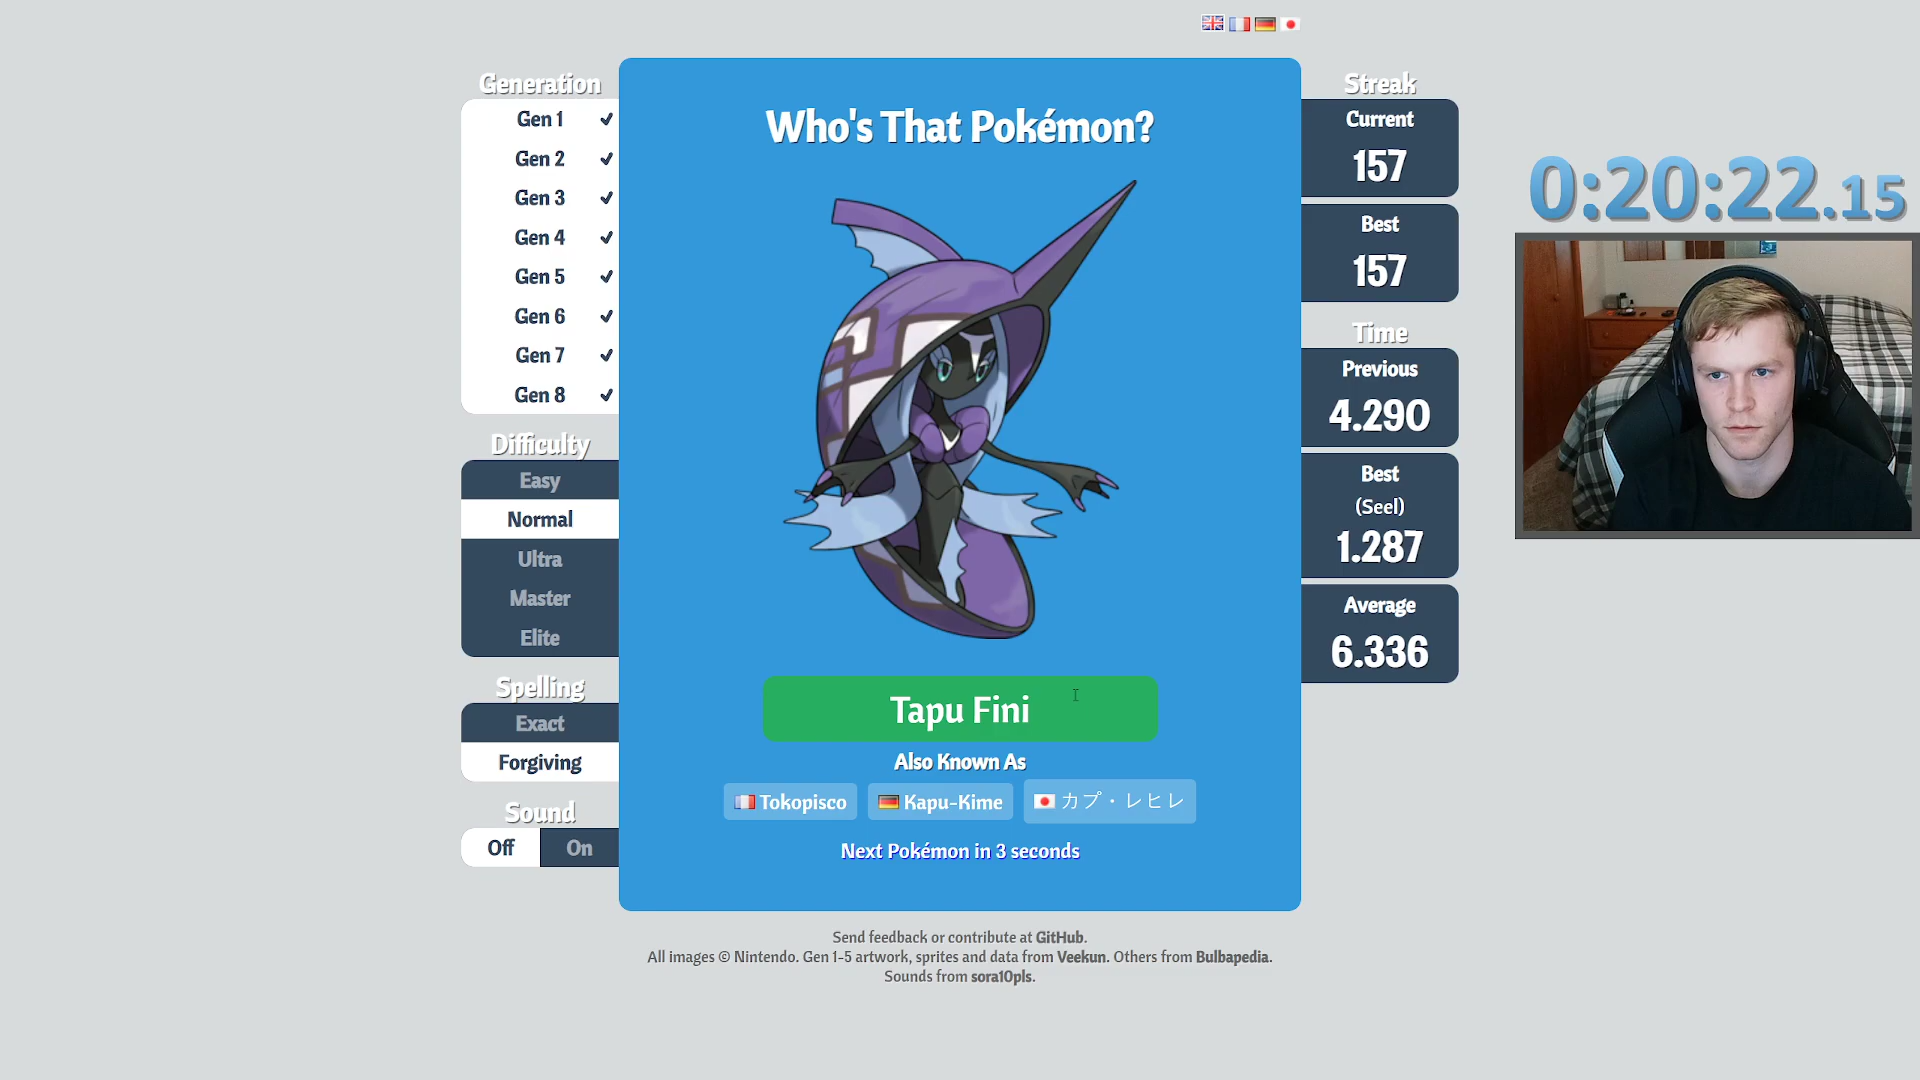 Generation
Gen 1 ✔
Gen 2 ✔
Gen 3 ✔
Gen 4 ✔
Gen 5 ✔
Gen 6 ✔
Gen 7 ✔
Gen 8 ✔
Difficulty
Easy
Normal
Ultra
Master
Elite
Spelling
Exact
Forgiving
Sound
Off On
Who's That Pokémon?
Tapu Fini
Also Known As
Tokopisco Kapu-Kime カプ・レヒレ
Next Pokémon in 3 seconds
Streak
Current
157
Best
157
Time
Previous
4.290
Best
(Seel)
1.287
Average
6.336
0:20:22.15
Send feedback or contribute at GitHub.
All images © Nintendo. Gen 1-5 artwork, sprites and data from Veekun. Others from Bulbapedia.
Sounds from sora10pls.